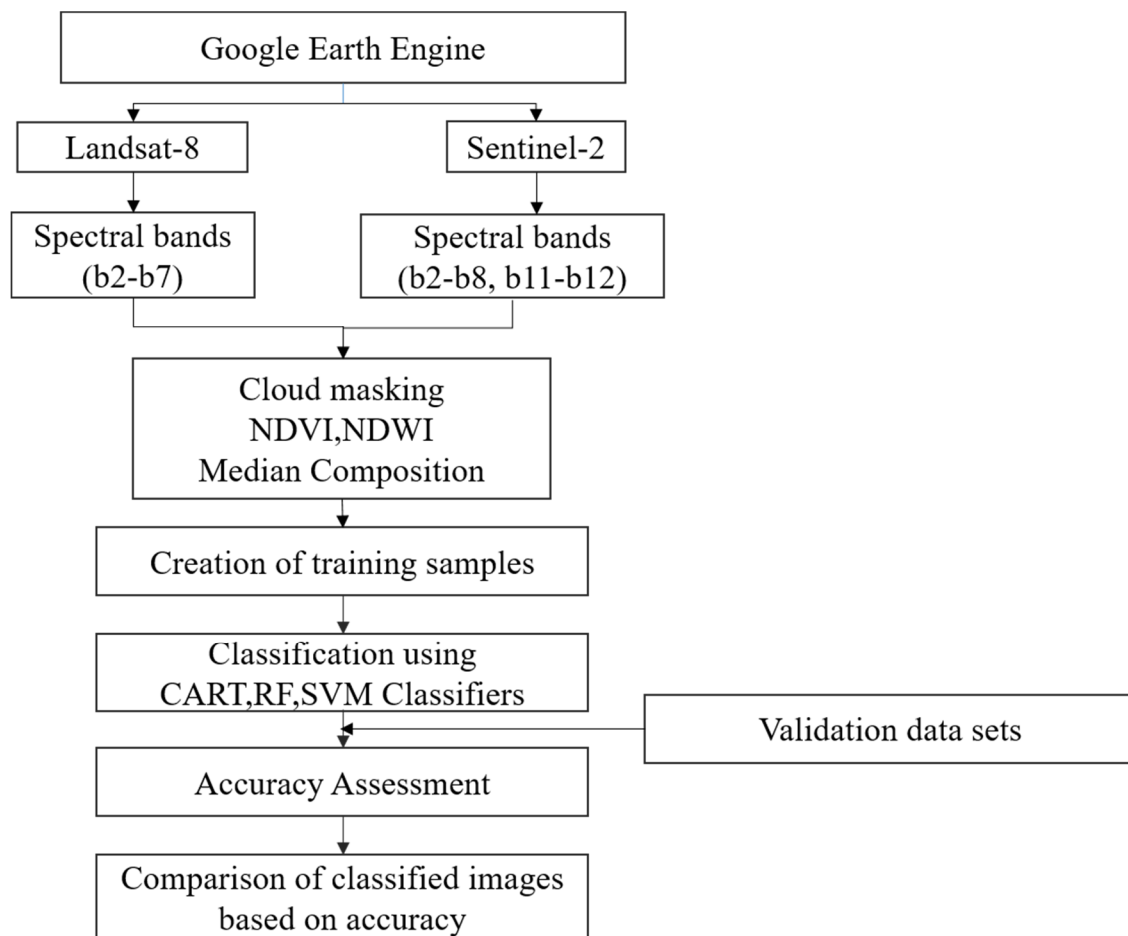 Google Earth Engine
Landsat-8
Sentinel-2
Spectral bands
(b2-b7)
Spectral bands
(b2-b8, b11-b12)
Cloud masking
NDVI,NDWI
Median Composition
Creation of training samples
Classification using
CART,RF,SVM Classifiers
Validation data sets
Accuracy Assessment
Comparison of classified images
based on accuracy